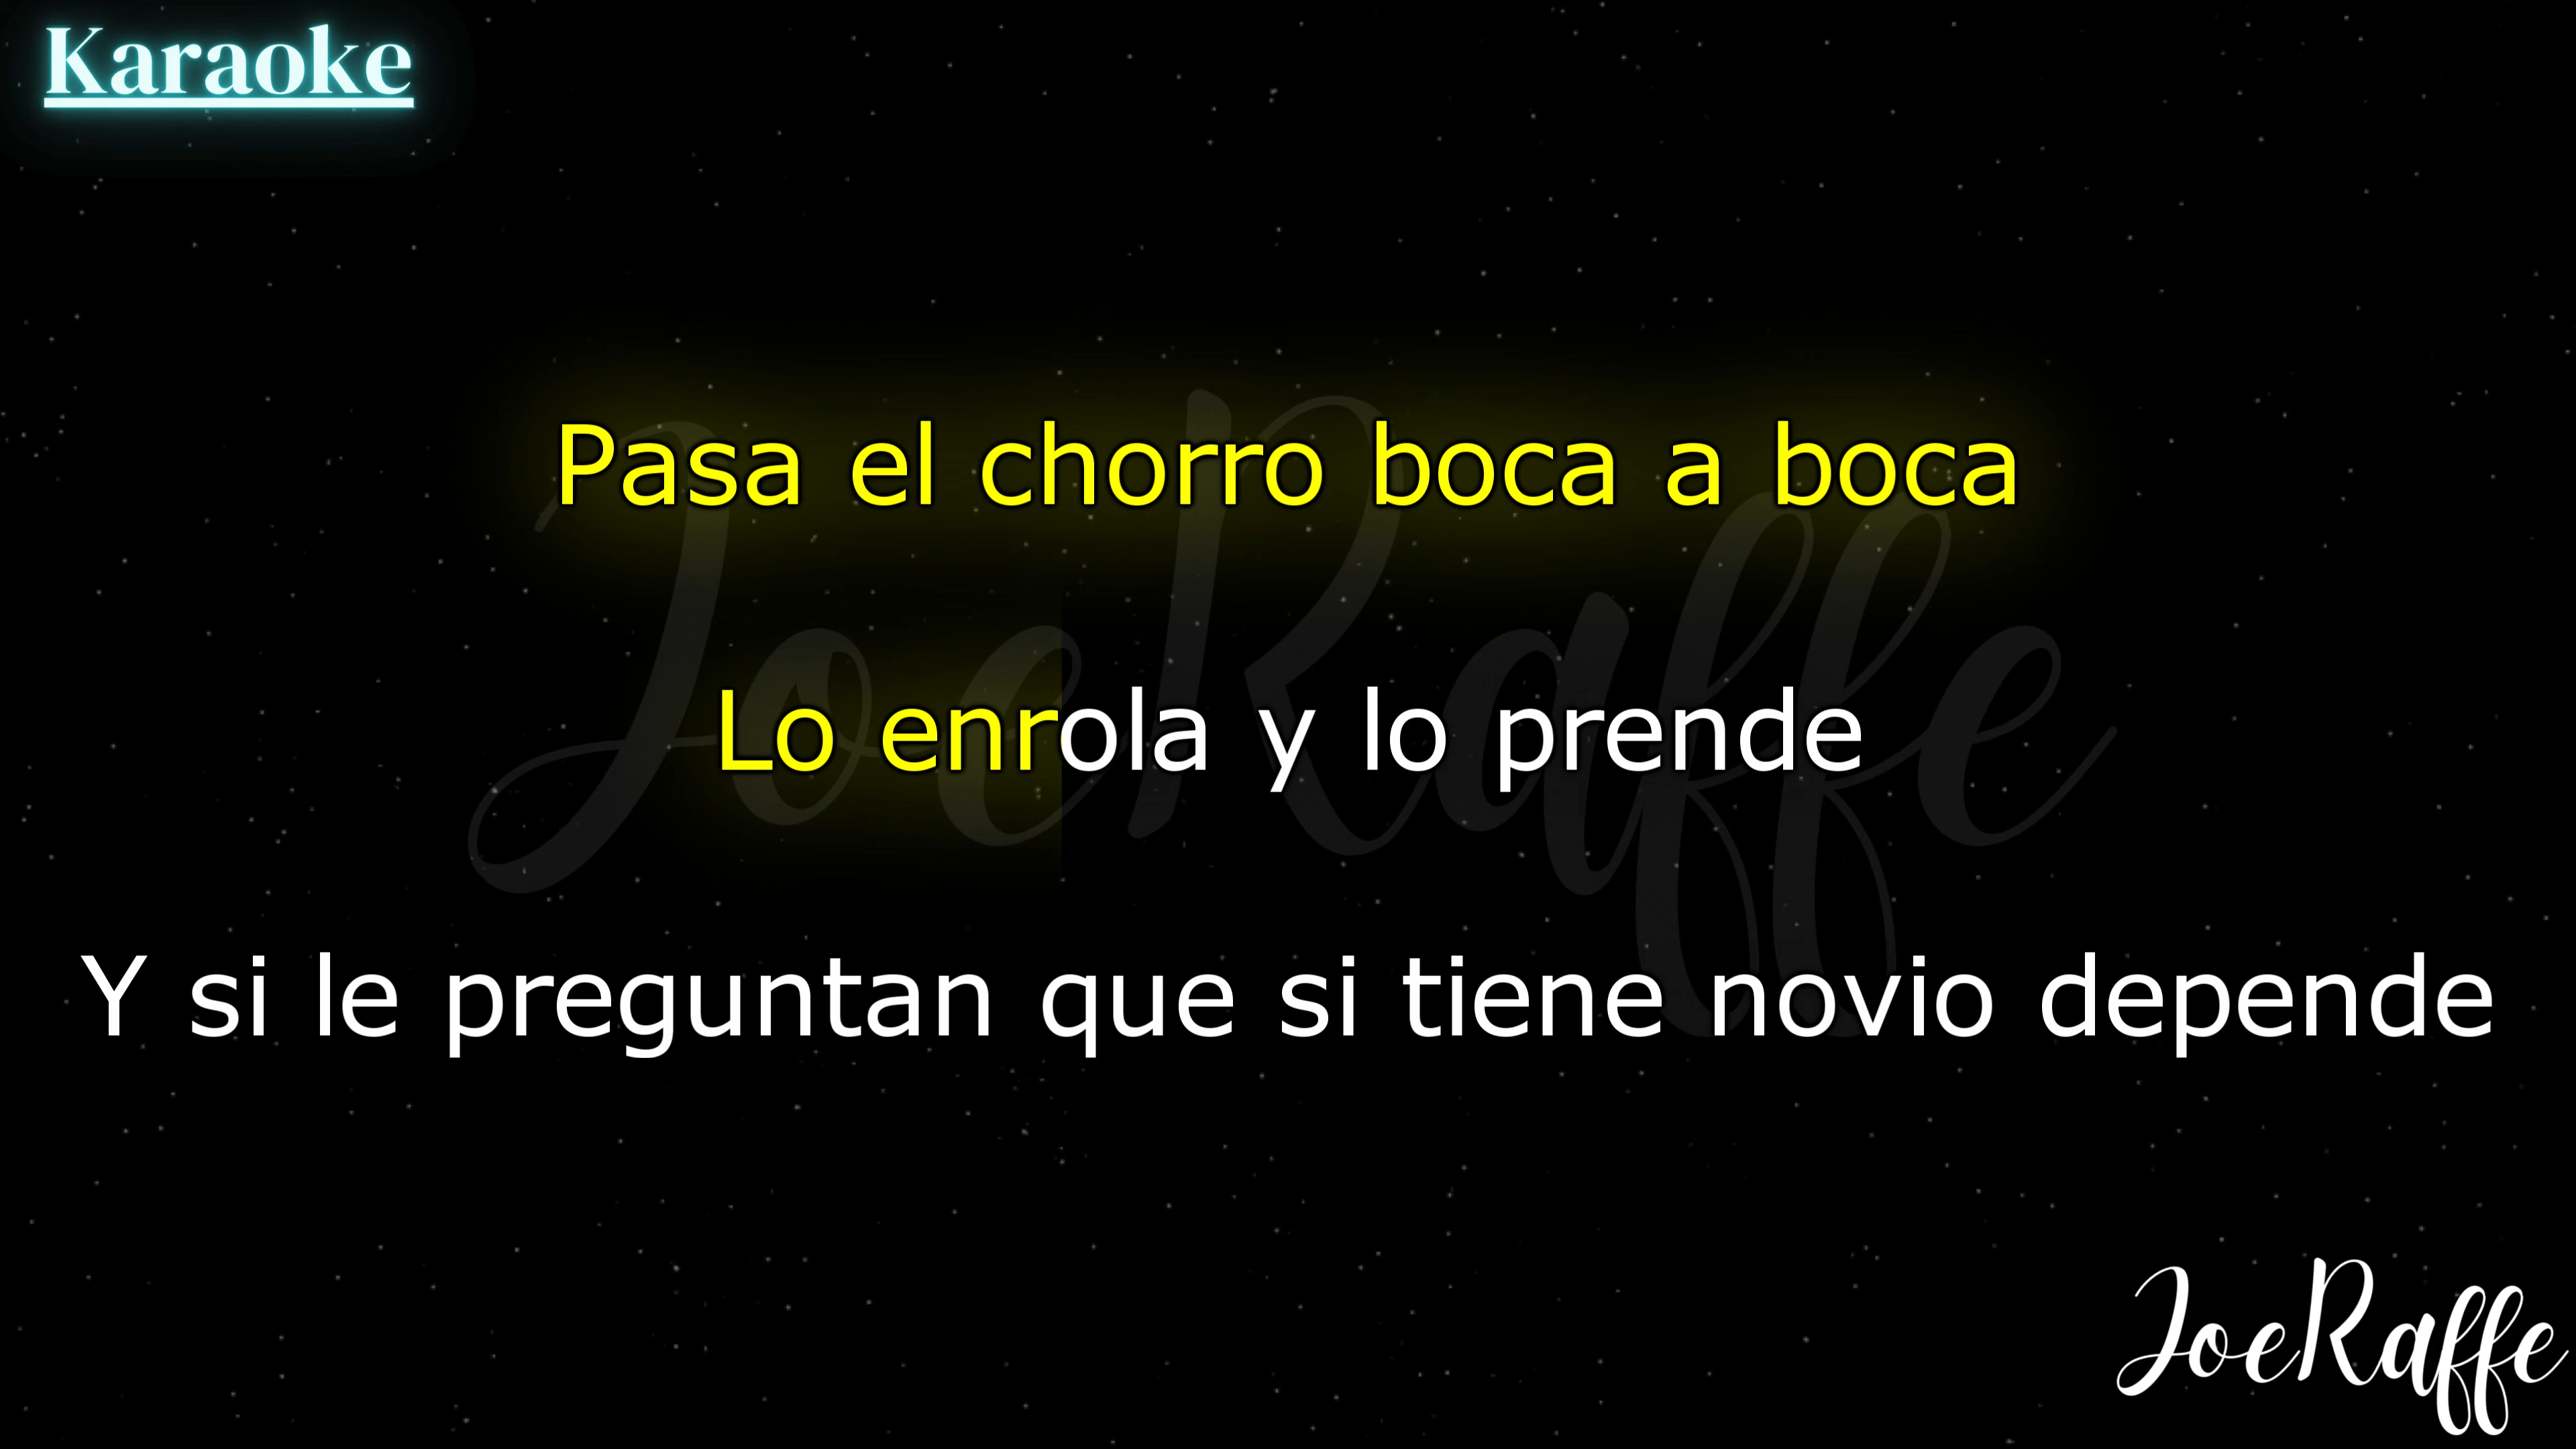 Karaoke
Pasa el chorro boca a boca
Lo enrola y lo prende
Y si le preguntan que si tiene novio depende
JoeRaffe
JoeRaffe